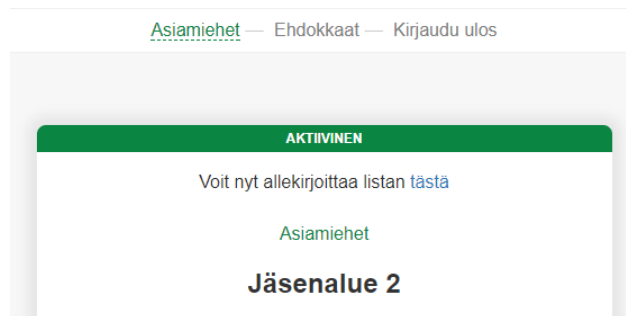 Asiamiehet — Ehdokkaat — Kirjaudu ulos
AKTIIVINEN
Voit nyt allekirjoittaa listan tästä
Asiamiehet
Jäsenalue 2